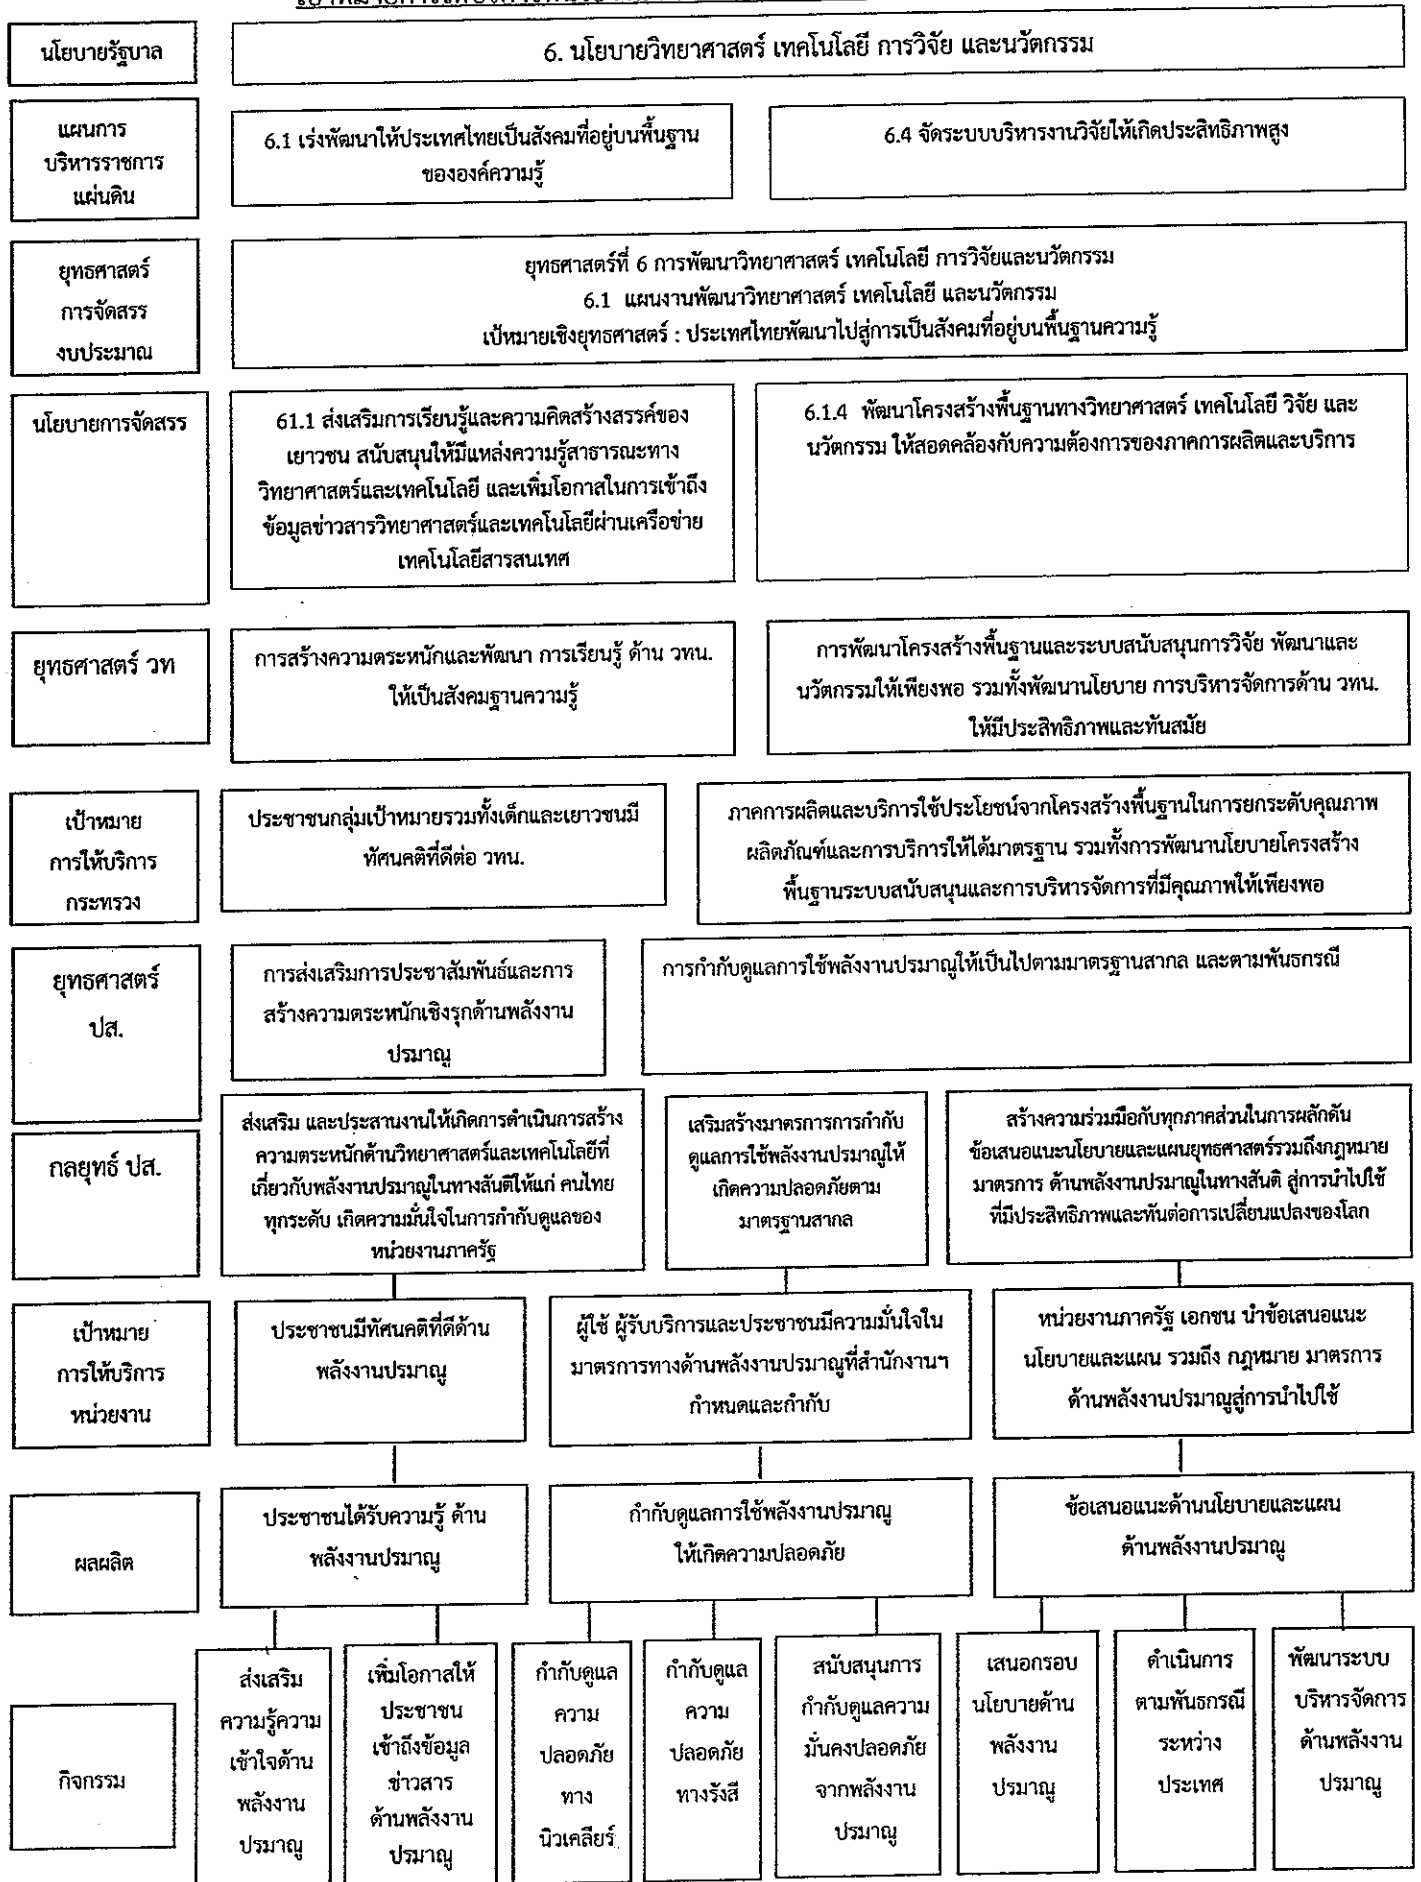 นโยบายรัฐบาล
6. นโยบายวิทยาศาสตร์ เทคโนโลยี การวิจัย และนวัตกรรม
แผนการ
บริหารราชการ
แผ่นดิน
6.1 เร่งพัฒนาให้ประเทศไทยเป็นสังคมที่อยู่บนพื้นฐาน
ขององค์ความรู้
6.4 จัดระบบบริหารงานวิจัยให้เกิดประสิทธิภาพสูง
ยุทธศาสตร์
การจัดสรร
งบประมาณ
ยุทธศาสตร์ที่ 6 การพัฒนาวิทยาศาสตร์ เทคโนโลยี การวิจัยและนวัตกรรม
6.1 แผนงานพัฒนาวิทยาศาสตร์ เทคโนโลยี และนวัตกรรม
เป้หมายเชิงยุทธศาสตร์ : ประเทศไทยพัฒนาไปสู่การเป็นสังคมที่อยู่บนพื้นฐานความรู้
นโยบายการจัดสรร
61.1 ส่งเสริมการเรียนรู้และความคิดสร้างสรรค์ของ
เยาวชน สนับสนุนให้มีแหล่งความรู้สาธารณะทาง
วิทยาศาสตร์และเทคโนโลยี และเพิ่มโอกาสในการเข้าถึง
ข้อมูลข่าวสารวิทยาศาสตร์และเทคโนโลยีผ่านเครือข่าย
เทคโนโลยีสารสนเทศ
6.1.4 พัฒนาโครงสร้างพื้นฐานทางวิทยาศาสตร์ เทคโนโลยี วิจัย และ
นวัตกรรม ให้สอดคล้องกับความต้องการของภาคการผลิตและบริการ
ยุทธศาสตร์ วท
การสร้างความตระหนักและพัฒนา การเรียนรู้ ด้าน วทน.
ให้เป็นสังคมฐานความรู้
การพัฒนาโครงสร้างพื้นฐานและระบบสนับสนุนการวิจัย พัฒนาและ
นวัตกรรมให้เพียงพอ รวมทั้งพัฒนานโยบาย การบริหารจัดการด้าน วทน.
ให้มีประสิทธิภาพและทันสมัย
เป้าหมาย
การให้บริการ
กระทรวง
ประชาชนกลุ่มเป้าหมายรวมทั้งเด็กและเยาวชนมี
ทัศนคติที่ดีต่อ วทน.
ภาคการผลิตและบริการใช้ประโยชน์จากโครงสร้างพื้นฐานในการยกระดับคุณภาพ
ผลิตภัณฑ์และการบริการให้ได้มาตรฐาน รวมทั้งการพัฒนานโยบายโครงสร้าง
พื้นฐานระบบสนับสนุนและการบริหารจัดการที่มีคุณภาพให้เพียงพอ
ยุทธศาสตร์
ปส.
การส่งเสริมการประชาสัมพันธ์และการ
สร้างความตระหนักเชิงรุกด้านพลังงาน
ปรมาณู
การกำกับดูแลการใช้พลังงานปรมาณูให้เป็นไปตามมาตรฐานสากล และตามพันธกรณี
กลยุทธ์ ปส.
ส่งเสริม และประสานงานให้เกิดการดำเนินการสร้าง
ความตระหนักด้านวิทยาศาสตร์และเทคโนโลยีที่
เกี่ยวกับพลังงานปรมาณูในทางสันติให้แก่ คนไทย
ทุกระดับ เกิดความมั่นใจในการกำกับดูแลของ
หน่วยงานภาครัฐ
เสริมสร้างมาตรการการกำกับ
ดูแลการใช้พลังงานปรมาณูให้
เกิดความปลอดภัยตาม
มาตรฐานสากล
สร้างความร่วมมือกับทุกภาคส่วนในการผลักดัน
ข้อเสนอแนะนโยบายและแผนยุทธศาสตร์รวมถึงกฎหมาย
มาตรการ ด้านพลังงานปรมาณูในทางสันติ สู่การนำไปใช้
ที่มีประสิทธิภาพและทันต่อการเปลี่ยนแปลงของโลก
เป้าหมาย
การให้บริการ
หน่วยงาน
ประชาชนมีทัศนคติที่ดีด้าน
พลังงานปรมาณู
ผู้ใช้ ผู้รับบริการและประชาชนมีความมั่นใจใน
มาตรการทางด้านพลังงานปรมาณูที่สำนักงานฯ
กำหนดและกำกับ
หน่วยงานภาครัฐ เอกชน นำข้อเสนอแนะ
นโยบายและแผน รวมถึง กฎหมาย มาตรการ
ด้านพลังงานปรมาณูสู่การนำไปใช้
ผลผลิต
ประชาชนได้รับความรู้ ด้าน
พลังงานปรมาณู
กำกับดูแลการใช้พลังงานปรมาณู
ให้เกิดความปลอดภัย
ข้อเสนอแนะด้านนโยบายและแผน
ด้านพลังงานปรมาณู
กิจกรรม
ส่งเสริม
ความรู้ความ
เข้าใจด้าน
พลังงาน
ปรมาณู
เพิ่มโอกาสให้
ประชาชน
เข้าถึงข้อมูล
ข่าวสาร
ด้านพลังงาน
ปรมาณู
กำกับดูแล
ความ
ปลอดภัย
ทาง
นิวเคลียร์
กำกับดูแล
ความ
ปลอดภัย
ทางรังสี
สนับสนุนการ
กำกับดูแลความ
มั่นคงปลอดภัย
จากพลังงาน
ปรมาณู
เสนอกรอบ
นโยบายด้าน
พลังงาน
ปรมาณู
ดำเนินการ
ตามพันธกรณี
ระหว่าง
ประเทศ
พัฒนาระบบ
บริหารจัดการ
ด้านพลังงาน
ปรมาณู